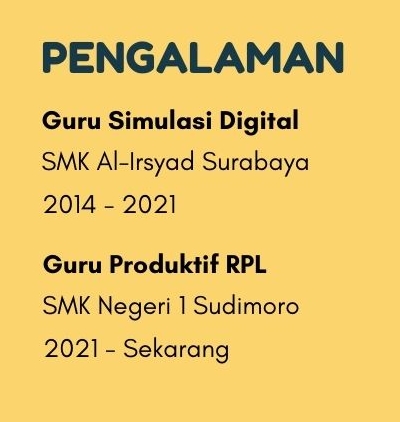 PENGALAMAN
Guru Simulasi Digital
SMK Al-Irsyad Surabaya
2014 - 2021
Guru Produktif RPL
SMK Negeri 1 Sudimoro
2021 - Sekarang